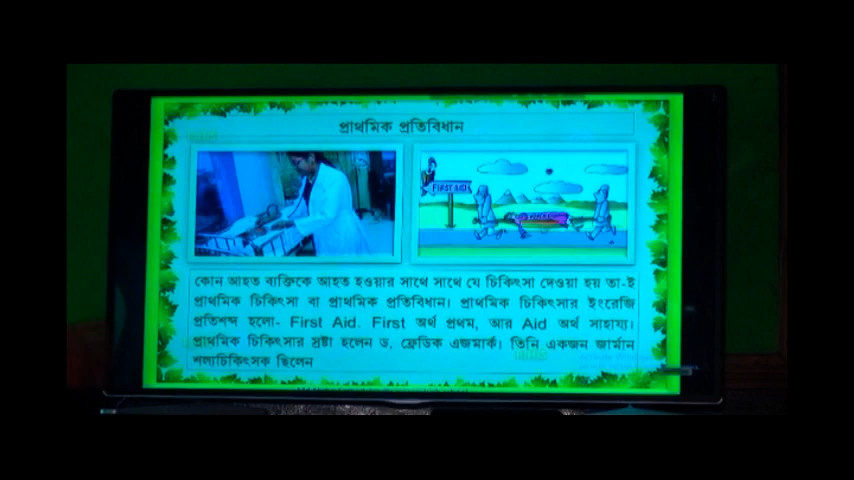 প্রাথমিক প্রতিবিধান
FIRST AID
কোন আহত ব্যক্তিকে আহত হওয়ার সাথে সাথে যে চিকিৎসা দেওয়া হয় তা-ই
প্রাথমিক চিকিৎসা বা প্রাথমিক প্রতিবিধান। প্রাথমিক চিকিৎসার ইংরেজি
প্রতিশব্দ হলো- First Aid. First অর্থ প্রথম, আর Aid অর্থ সাহায্য।
প্রাথমিক চিকিৎসার স্রষ্টা হলেন ড. ফ্রেডিক এজমার্ক। তিনি একজন জার্মান
শল্যচিকিৎসক ছিলেন